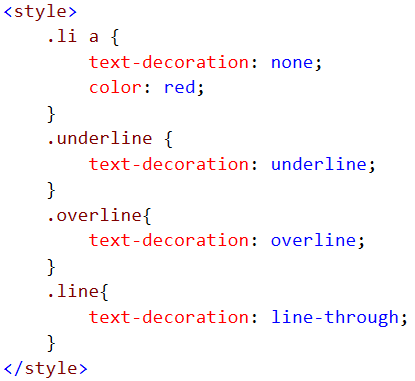 <style>
    .li a {
        text-decoration: none;
        color: red;
    }
    .underline {
        text-decoration: underline;
    }
    .overline{
        text-decoration: overline;
    }
    .line{
        text-decoration: line-through;
    }
</style>